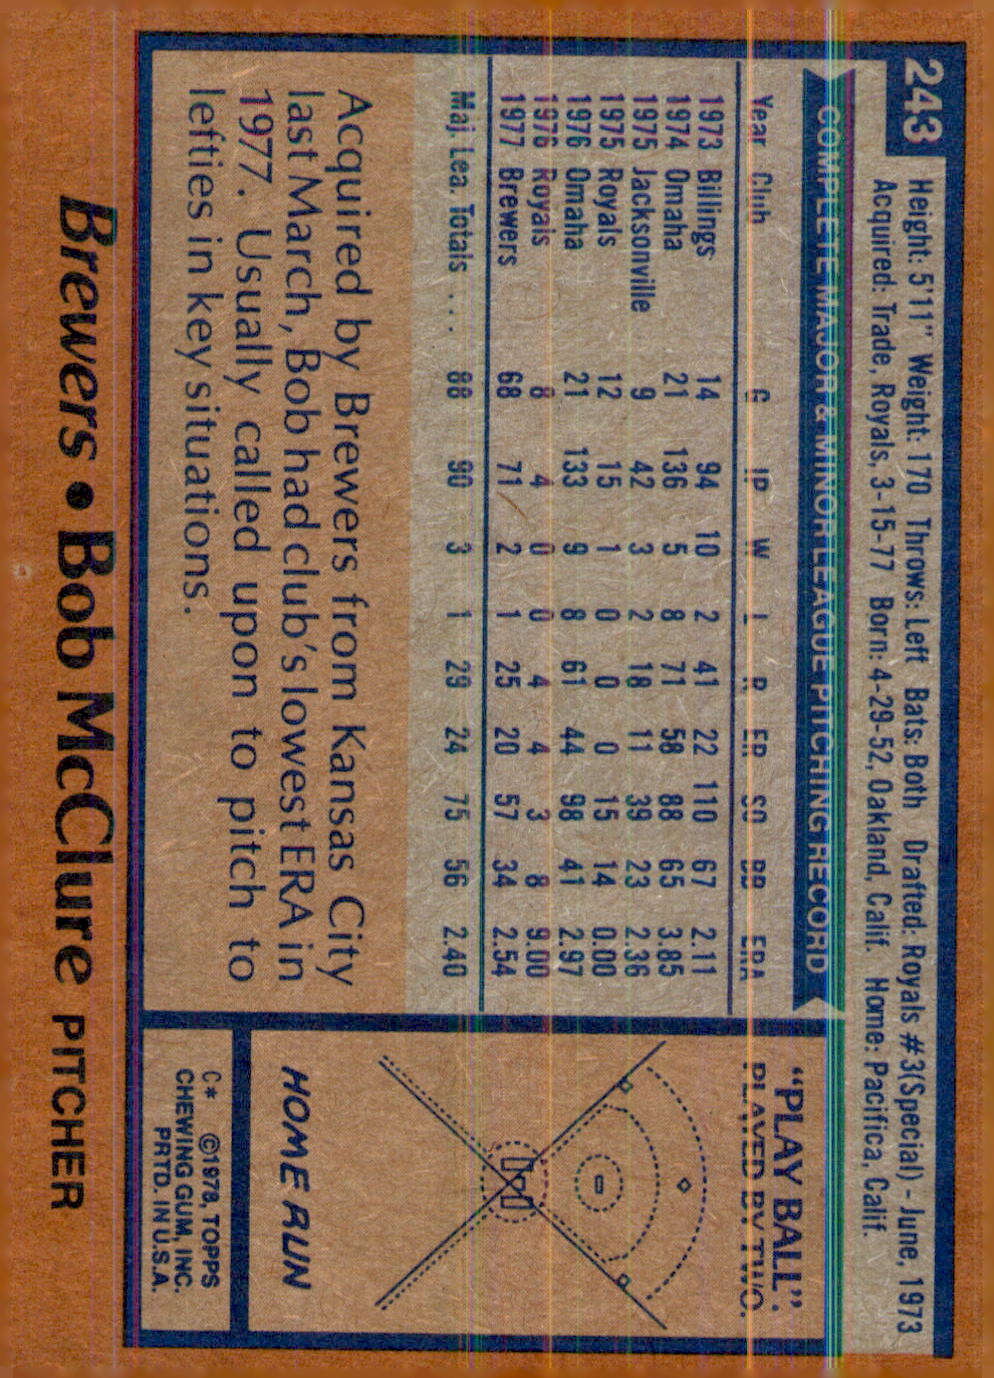 243
Height: 5'11" Weight: 170 Throws: Left Bats: Both Drafted: Royals #3(Special) - June, 1973
Acquired: Trade, Royals, 3-15-77 Born: 4-29-52, Oakland, Calif. Home: Pacifica, Calif.
COMPLETE MAJOR & MINOR LEAGUE PITCHING RECORD
Year Club G IP W L R ER SO BB ERA
1973 Billings 14 94 10 2 41 22 110 67 2.11
1974 Omaha 21 136 5 8 71 58 88 65 3.85
1975 Jacksonville 9 42 3 2 18 11 39 23 2.36
1975 Royals 12 15 1 0 0 0 15 14 0.00
1976 Omaha 21 133 9 8 61 44 98 41 2.97
1976 Royals 8 4 0 0 4 4 3 8 9.00
1977 Brewers 68 71 2 1 25 20 57 34 2.54
Maj. Lea. Totals . . . 88 90 3 1 29 24 75 56 2.40
Acquired by Brewers from Kansas City
last March, Bob had club's lowest ERA in
1977. Usually called upon to pitch to
lefties in key situations.
"PLAY BALL".
PLAYED BY TWO.
HOME RUN
C* ©1978, TOPPS
CHEWING GUM, INC.
PRTD. IN U.S.A.
Brewers • Bob McClure PITCHER